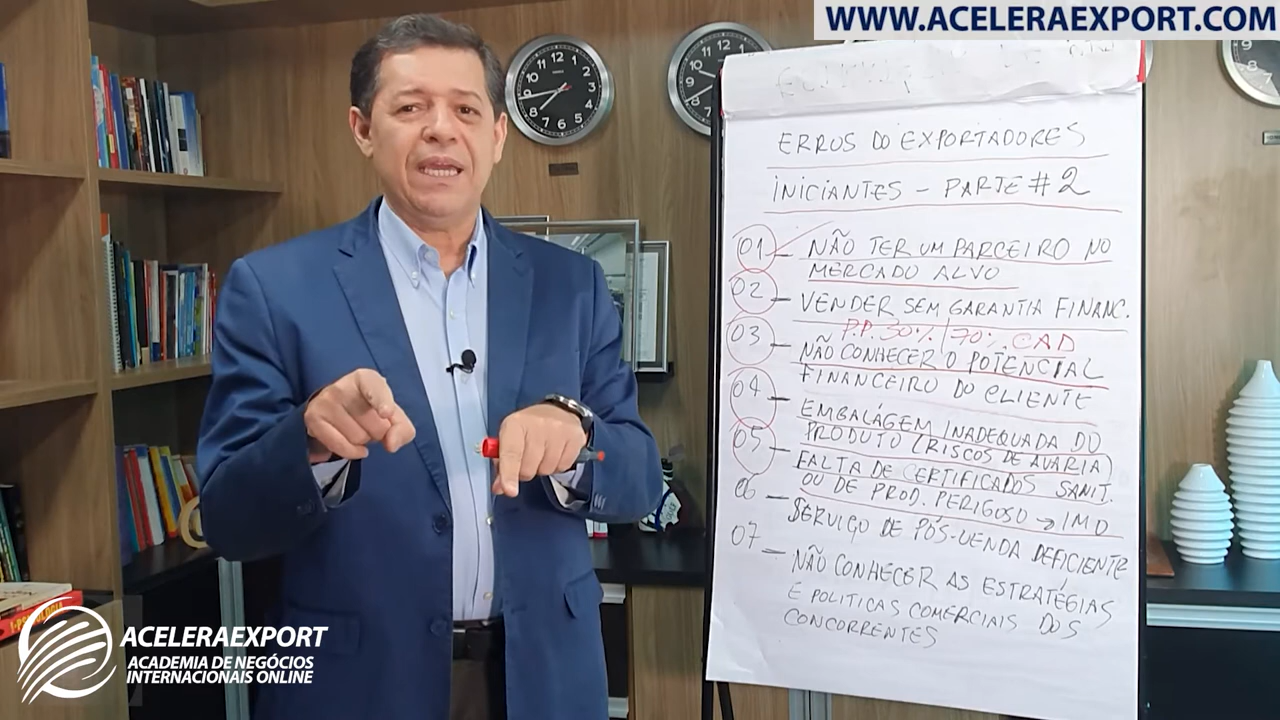 WWW.ACELERAEXPORT.COM
ERROS DO EXPORTADORES
INICIANTES - PARTE #2
01 - NÃO TER UM PARCEIRO NO
MERCADO ALVO
02 - VENDER SEM GARANTIA FINANC.
P.P. 30% / 70% CAD
03 - NÃO CONHECER O POTENCIAL
FINANCEIRO DO CLIENTE
04 - EMBALÁGEM INADEQUADA DO
PRODUTO (RISCOS DE AVARIA)
05 - FALTA DE CERTIFICADOS SANIT.
OU DE PROD. PERIGOSO → IMO
06 - SERVIÇO DE PÓS-VENDA DEFICIENTE
07 - NÃO CONHECER AS ESTRATÉGIAS
E POLITICAS COMERCIAIS DOS
CONCORRENTES
ACELERAEXPORT
ACADEMIA DE NEGÓCIOS
INTERNACIONAIS ONLINE